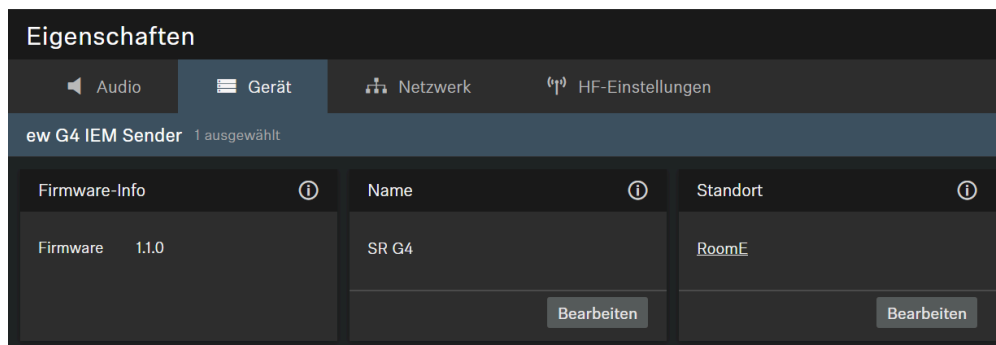 Eigenschaften
Audio Gerät Netzwerk HF-Einstellungen
ew G4 IEM Sender 1 ausgewählt
Firmware-Info
Firmware 1.1.0
Name
SR G4
Bearbeiten
Standort
RoomE
Bearbeiten